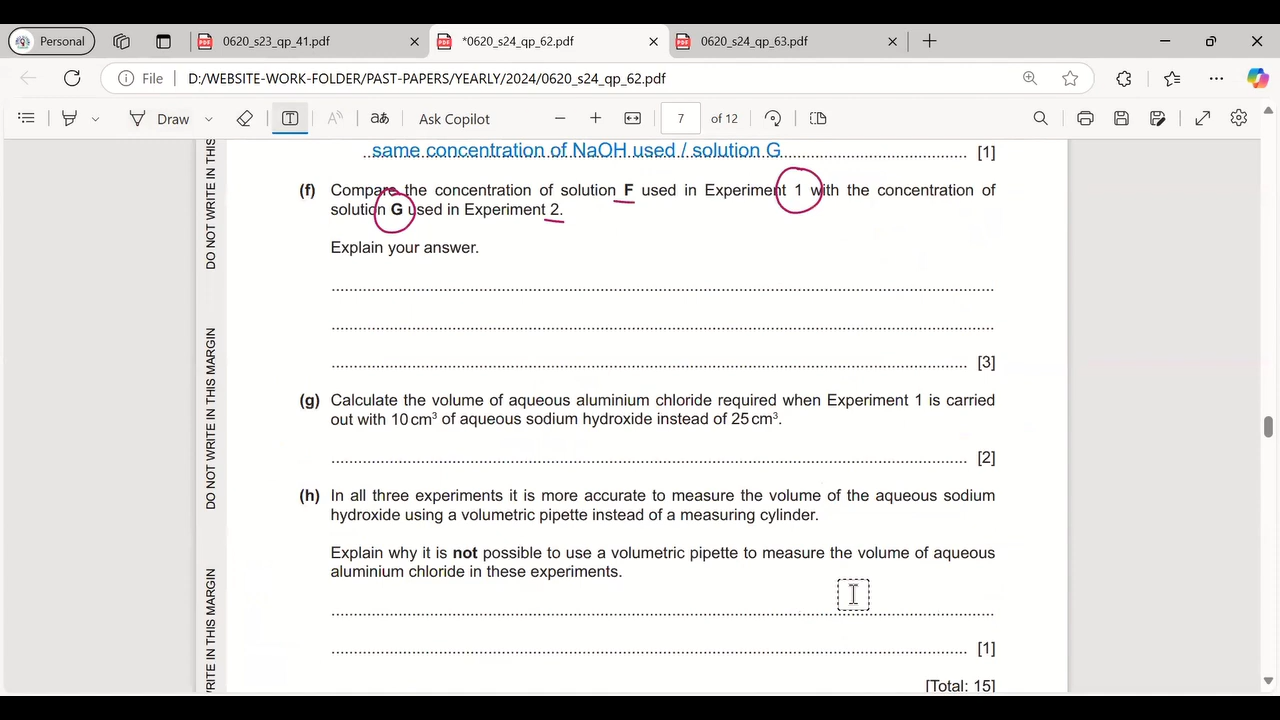 Personal
0620_s23_qp_41.pdf
*0620_s24_qp_62.pdf
0620_s24_qp_63.pdf
File
D:/WEBSITE-WORK-FOLDER/PAST-PAPERS/YEARLY/2024/0620_s24_qp_62.pdf
Draw
Ask Copilot
7 of 12
same concentration of NaOH used / solution G [1]
(f) Compare the concentration of solution F used in Experiment 1 with the concentration of
solution G used in Experiment 2.
Explain your answer.
[3]
(g) Calculate the volume of aqueous aluminium chloride required when Experiment 1 is carried
out with 10 cm³ of aqueous sodium hydroxide instead of 25 cm³.
[2]
(h) In all three experiments it is more accurate to measure the volume of the aqueous sodium
hydroxide using a volumetric pipette instead of a measuring cylinder.
Explain why it is not possible to use a volumetric pipette to measure the volume of aqueous
aluminium chloride in these experiments.
[1]
[Total: 15]
DO NOT WRITE IN THIS
DO NOT WRITE IN THIS MARGIN
WRITE IN THIS MARGIN